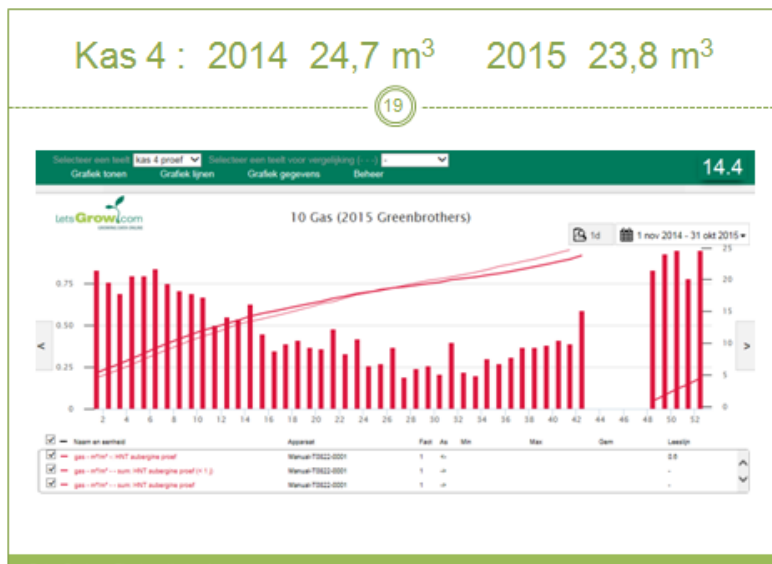 Kas 4 : 2014 24,7 m³ 2015 23,8 m³
19
Selecteer een teelt kas 4 proef Selecteer een teelt voor vergelijking (- - -) -
14.4
Grafiek tonen Grafiek lijnen Grafiek gegevens Beheer
LetsGrow.com
10 Gas (2015 Greenbrothers)
1d 1 nov 2014 - 31 okt 2015
25
0.75 20
15
0.50
< 10 >
0.25 5
0 0
2 4 6 8 10 12 14 16 18 20 22 24 26 28 30 32 34 36 38 40 42 44 46 48 50 52
Naam en eenheid Apparaat Fact As Min Max Gem Leeslijn
gas - m³/m² - HNT aubergine proef Manual-T0622-0001 1
gas - m³/m² - - sum: HNT aubergine proef (+ 1 j) Manual-T0622-0001 1 -
gas - m³/m² - - sum: HNT aubergine proef Manual-T0622-0001 1 -